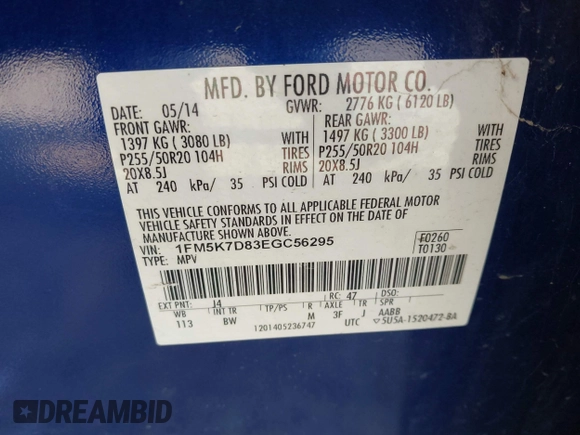 MFD. BY FORD MOTOR CO.
DATE: 05/14 GVWR: 2776 KG ( 6120 LB)
FRONT GAWR: REAR GAWR:
1397 KG ( 3080 LB) WITH 1497 KG ( 3300 LB) WITH
P255/50R20 104H TIRES P255/50R20 104H TIRES
20X8.5J RIMS 20X8.5J RIMS
AT 240 kPa/ 35 PSI COLD AT 240 kPa/ 35 PSI COLD
THIS VEHICLE CONFORMS TO ALL APPLICABLE FEDERAL MOTOR
VEHICLE SAFETY STANDARDS IN EFFECT ON THE DATE OF
MANUFACTURE SHOWN ABOVE.
VIN: 1FM5K7D83EGC56295 F0260
TYPE: MPV T0130
EXT PNT: J4 RC: 47 DSO:
WB INT TR TP/PS R AXLE TR SPR
113 BW M 3F J AABB
1201405236747 UTC 5U5A-1520472-BA
DREAMBID